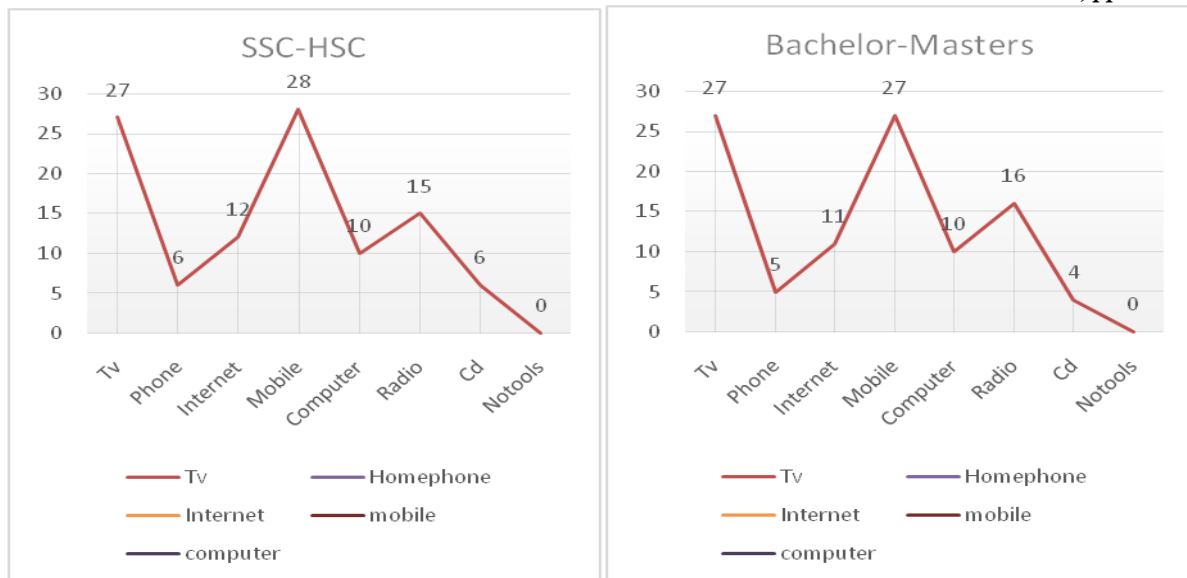 SSC-HSC
30
25
20
15
10
5
0
27
6
12
28
10
15
6
0
Tv
Phone
Internet
Mobile
Computer
Radio
Cd
Notools
Tv
Homephone
Internet
mobile
computer
Bachelor-Masters
30
25
20
15
10
5
0
27
5
11
27
10
16
4
0
Tv
Phone
Internet
Mobile
Computer
Radio
Cd
Notools
Tv
Homephone
Internet
mobile
computer